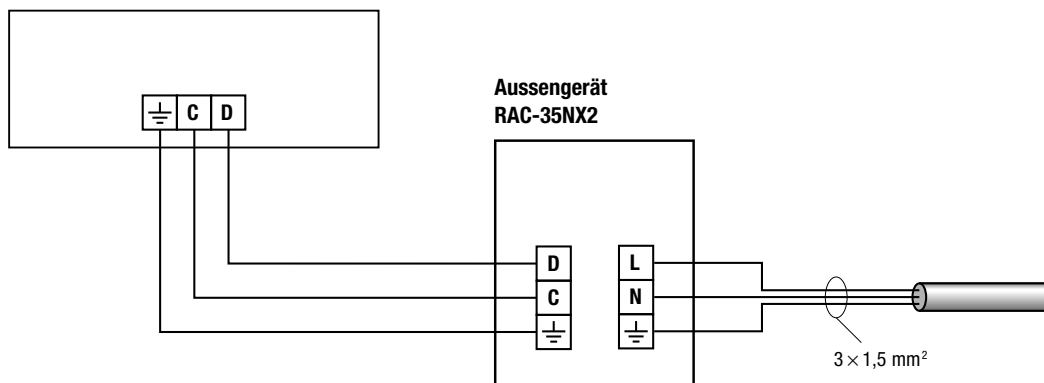 C D
Aussengerät
RAC-35NX2
D L
C N
3 × 1,5 mm²